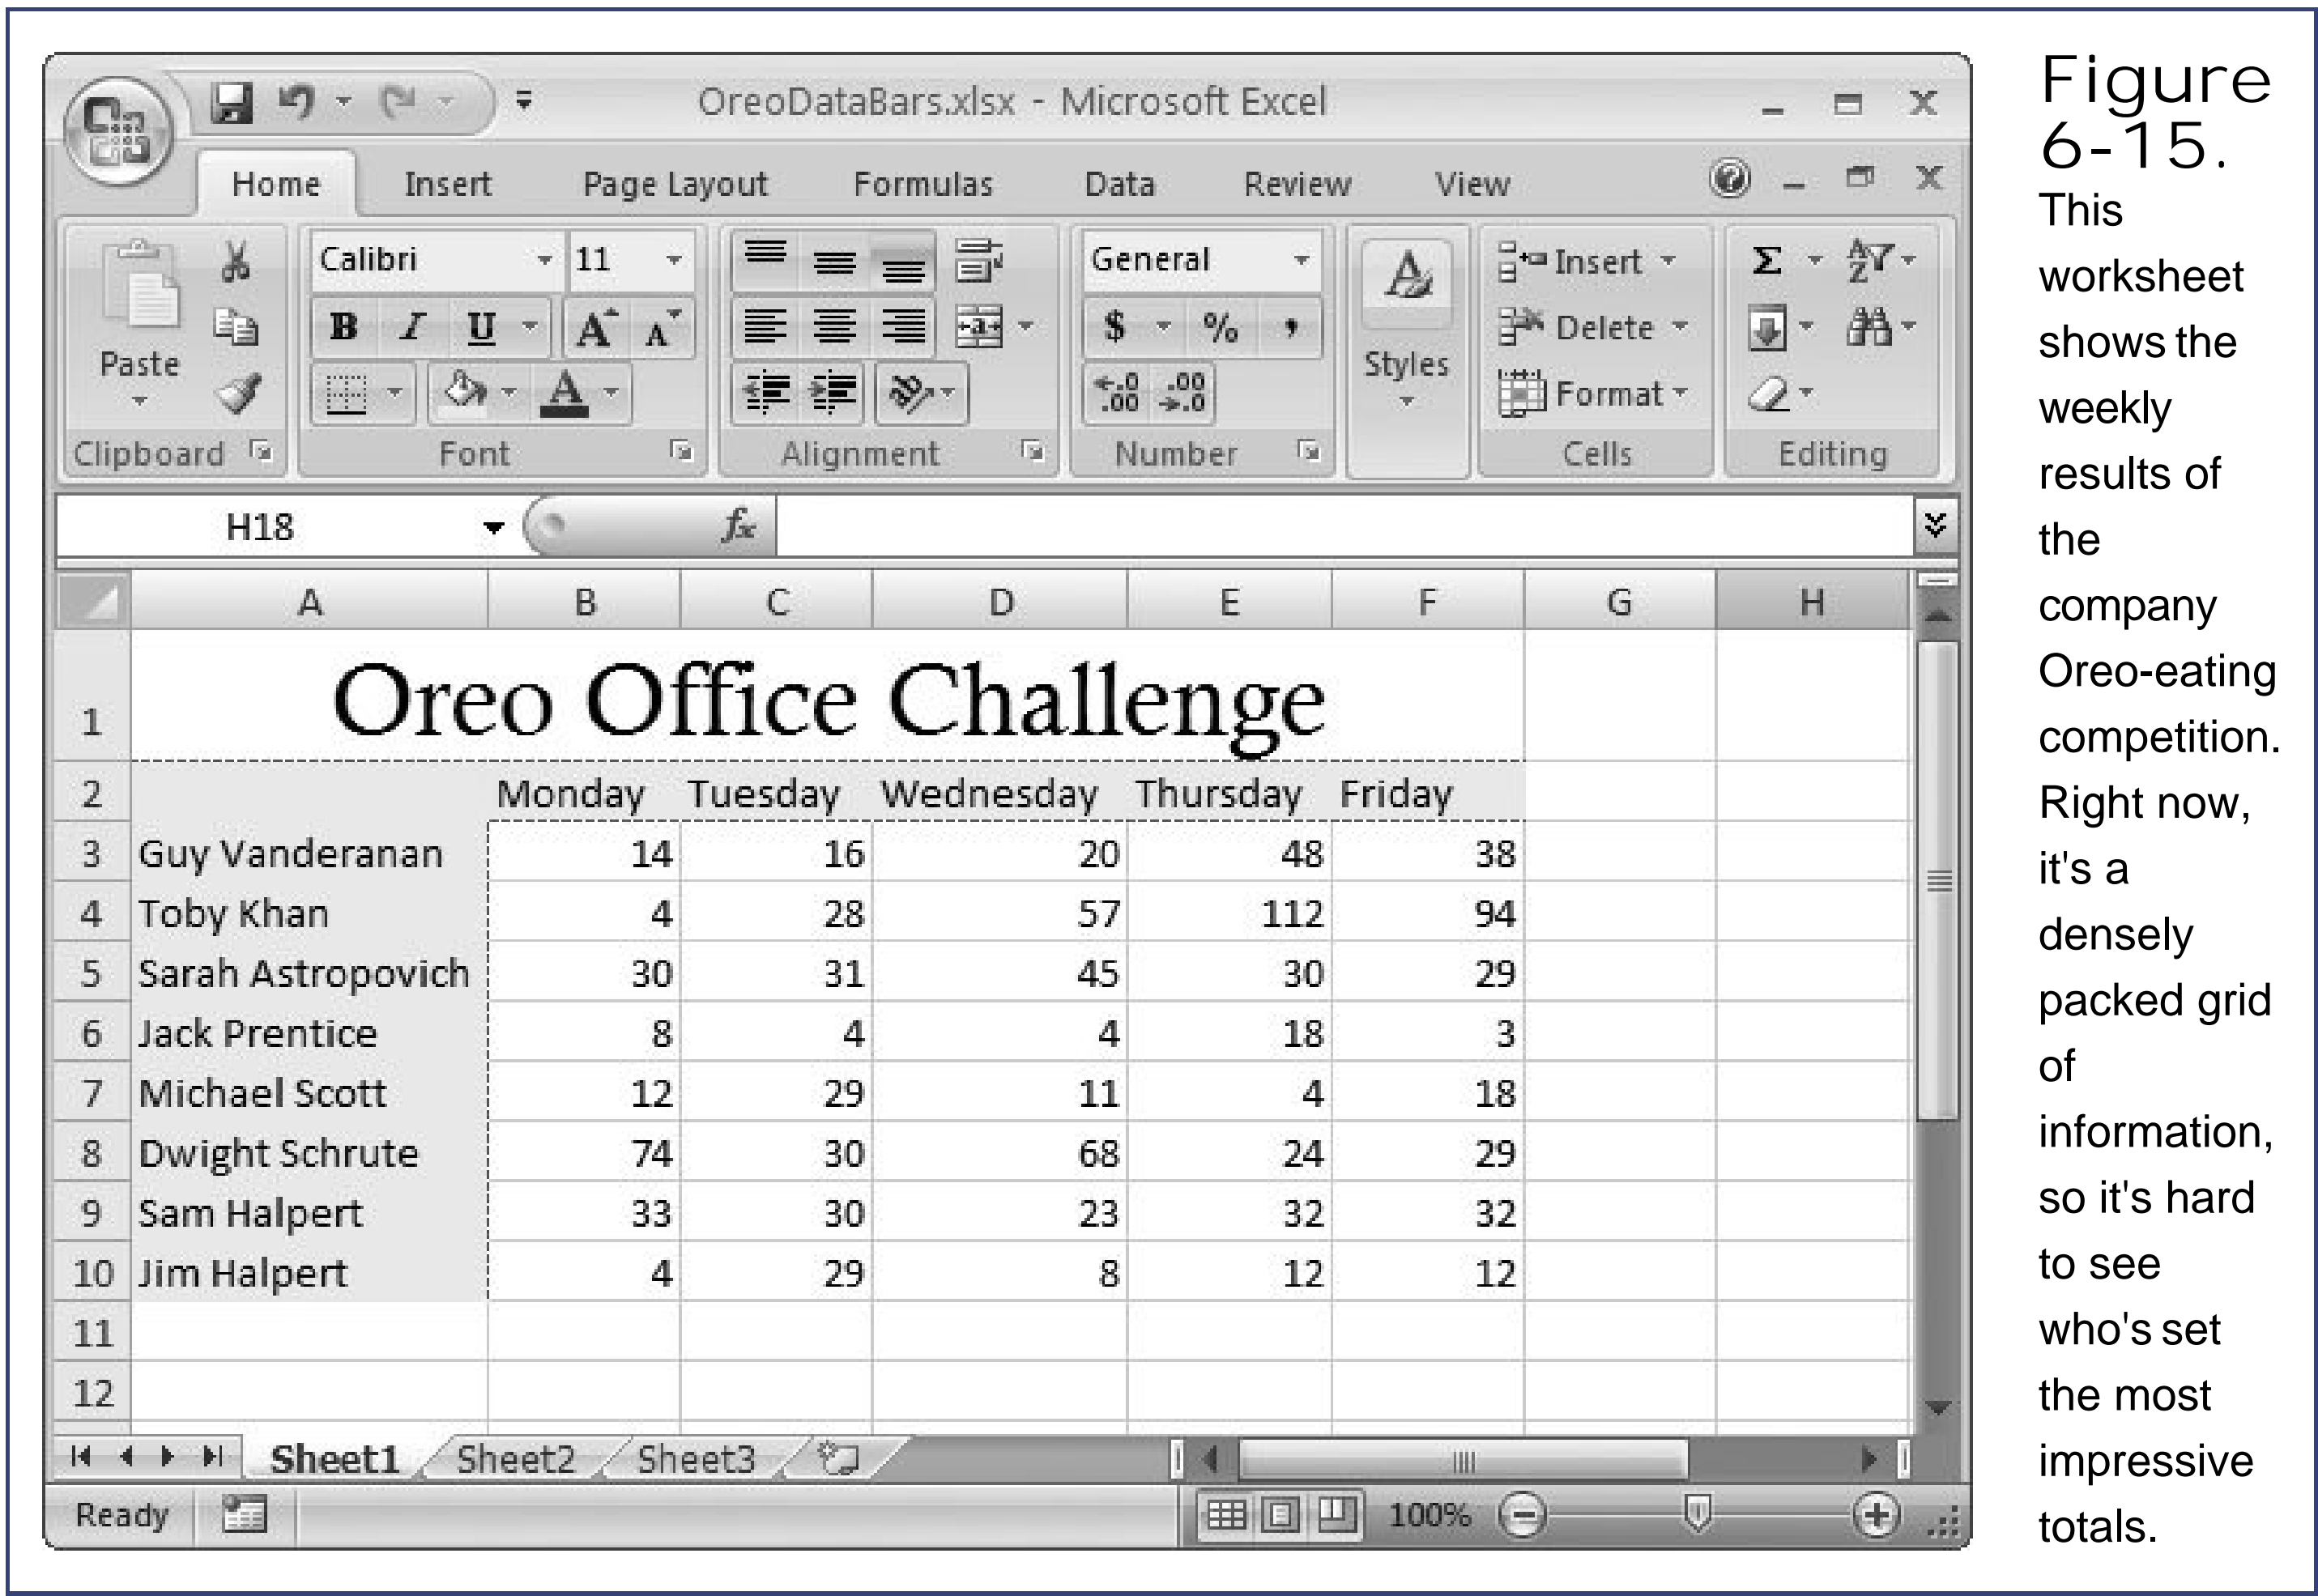 OreoDataBars.xlsx - Microsoft Excel
Home Insert Page Layout Formulas Data Review View
Calibri 11 General Insert
B I U A A $ % , Delete
Paste Styles Format
A .0 .00 .00 .0
Clipboard Font Alignment Number Cells Editing
H18 fx
A B C D E F G H
1 Oreo Office Challenge
2 Monday Tuesday Wednesday Thursday Friday
3 Guy Vanderanan 14 16 20 48 38
4 Toby Khan 4 28 57 112 94
5 Sarah Astropovich 30 31 45 30 29
6 Jack Prentice 8 4 4 18 3
7 Michael Scott 12 29 11 4 18
8 Dwight Schrute 74 30 68 24 29
9 Sam Halpert 33 30 23 32 32
10 Jim Halpert 4 29 8 12 12
11
12
Sheet1 Sheet2 Sheet3
Ready 100%
Figure
6-15.
This
worksheet
shows the
weekly
results of
the
company
Oreo-eating
competition.
Right now,
it's a
densely
packed grid
of
information,
so it's hard
to see
who's set
the most
impressive
totals.